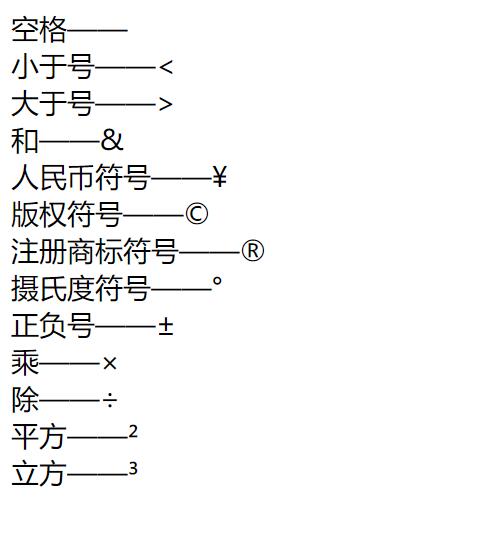 空格——
小于号——<
大于号——>
和——&
人民币符号——¥
版权符号——©
注册商标符号——®
摄氏度符号——°
正负号——±
乘——×
除——÷
平方——²
立方——³